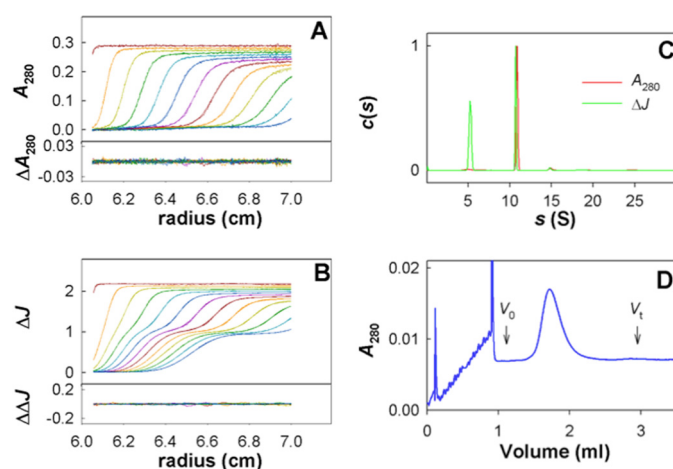 A
0.3
0.2
0.1
0.0
A280
0.03
-0.03
ΔA280
6.0 6.2 6.4 6.6 6.8 7.0
radius (cm)
B
2
1
0
ΔJ
0.2
-0.2
ΔΔJ
6.0 6.2 6.4 6.6 6.8 7.0
radius (cm)
C
1
0
c(s)
A280
ΔJ
5 10 15 20 25
s (S)
D
0.02
0.01
0.00
A280
V0
Vt
0 1 2 3
Volume (ml)